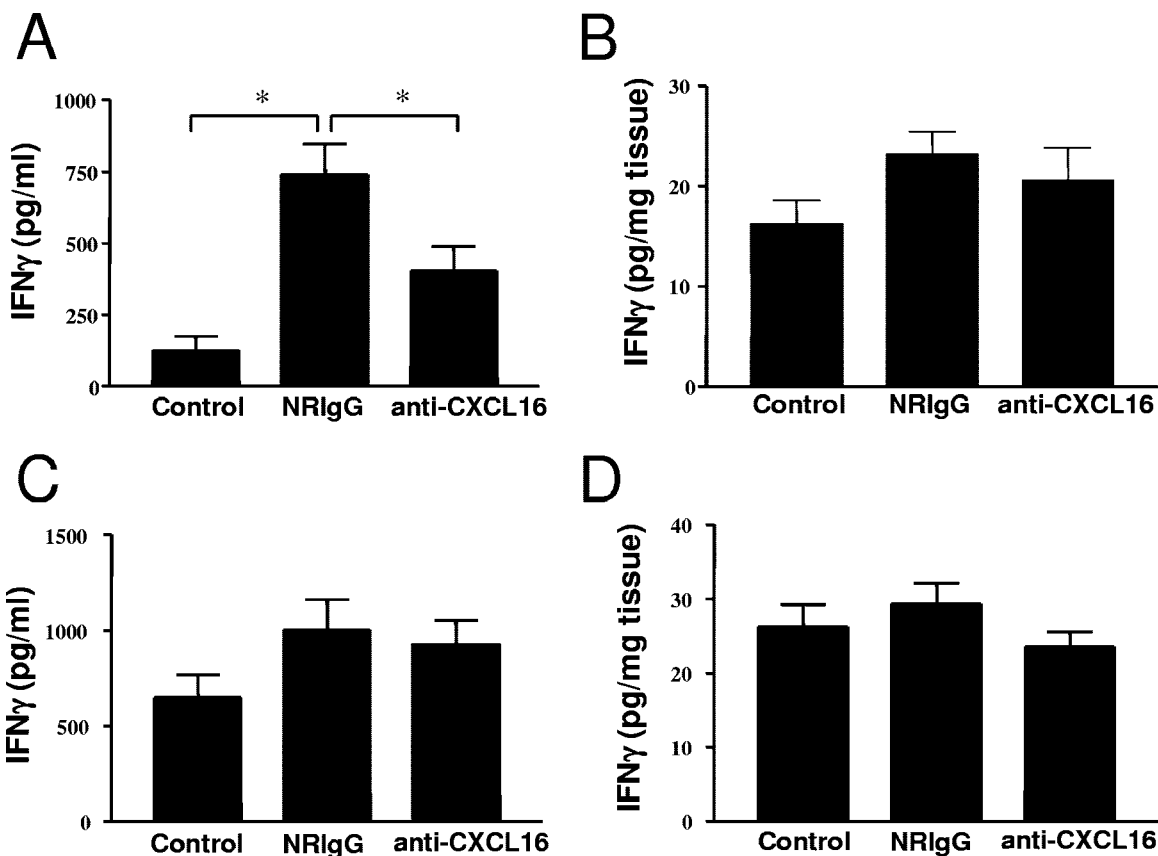 A
IFNγ (pg/ml)
1000
750
500
250
0
* *
Control NRIgG anti-CXCL16
B
IFNγ (pg/mg tissue)
30
20
10
0
Control NRIgG anti-CXCL16
C
IFNγ (pg/ml)
1500
1000
500
0
Control NRIgG anti-CXCL16
D
IFNγ (pg/mg tissue)
40
30
20
10
0
Control NRIgG anti-CXCL16